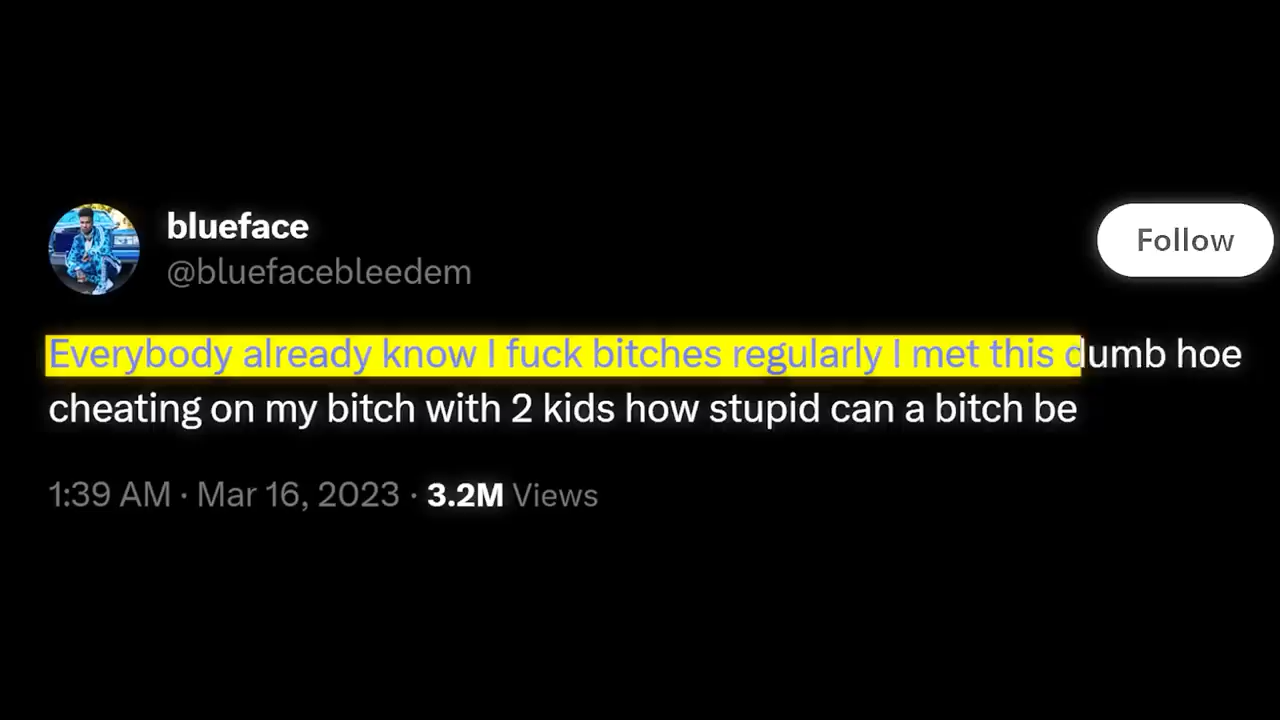 blueface
@bluefacebleedem
Follow
Everybody already know I fuck bitches regularly I met this dumb hoe
cheating on my bitch with 2 kids how stupid can a bitch be
1:39 AM · Mar 16, 2023 · 3.2M Views